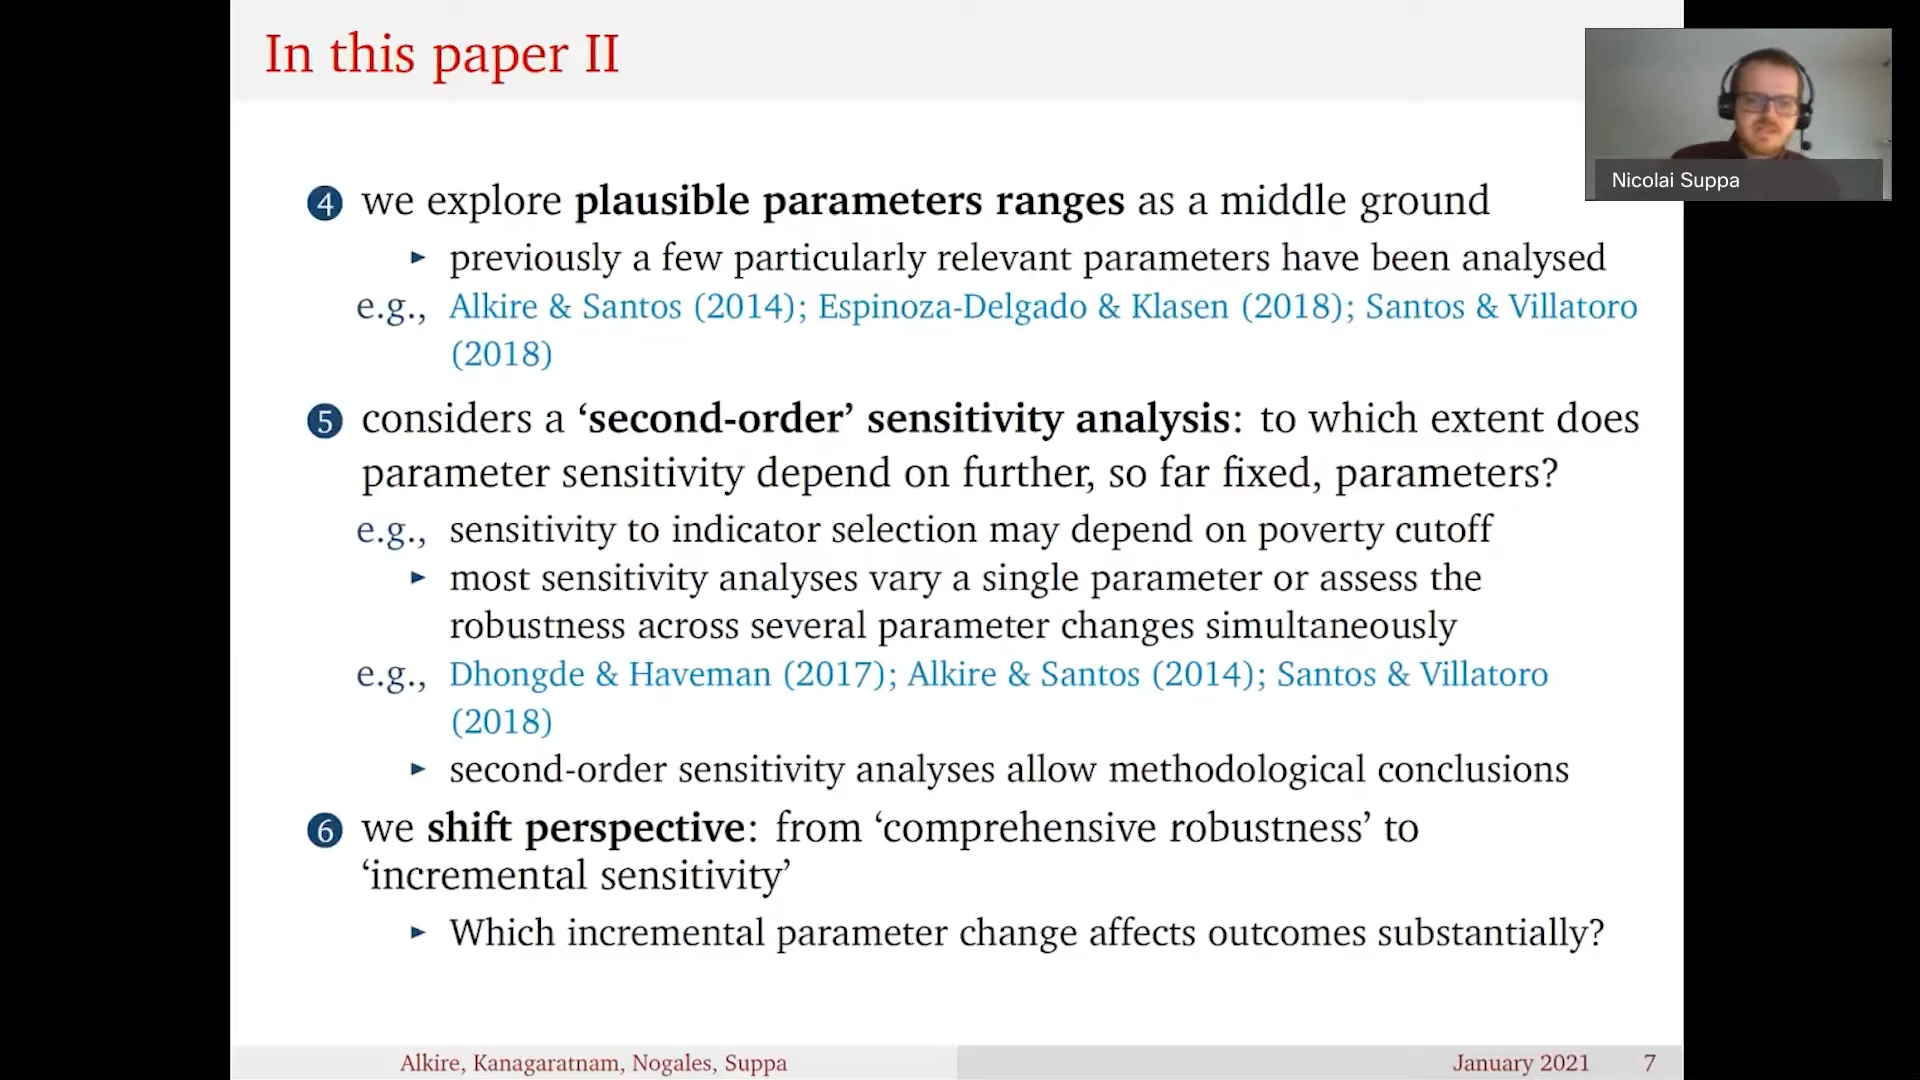 In this paper II
Nicolai Suppa
4 we explore plausible parameters ranges as a middle ground
► previously a few particularly relevant parameters have been analysed
e.g., Alkire & Santos (2014); Espinoza-Delgado & Klasen (2018); Santos & Villatoro
(2018)
5 considers a ‘second-order’ sensitivity analysis: to which extent does
parameter sensitivity depend on further, so far fixed, parameters?
e.g., sensitivity to indicator selection may depend on poverty cutoff
► most sensitivity analyses vary a single parameter or assess the
robustness across several parameter changes simultaneously
e.g., Dhongde & Haveman (2017); Alkire & Santos (2014); Santos & Villatoro
(2018)
► second-order sensitivity analyses allow methodological conclusions
6 we shift perspective: from ‘comprehensive robustness’ to
‘incremental sensitivity’
► Which incremental parameter change affects outcomes substantially?
Alkire, Kanagaratnam, Nogales, Suppa
January 2021 7